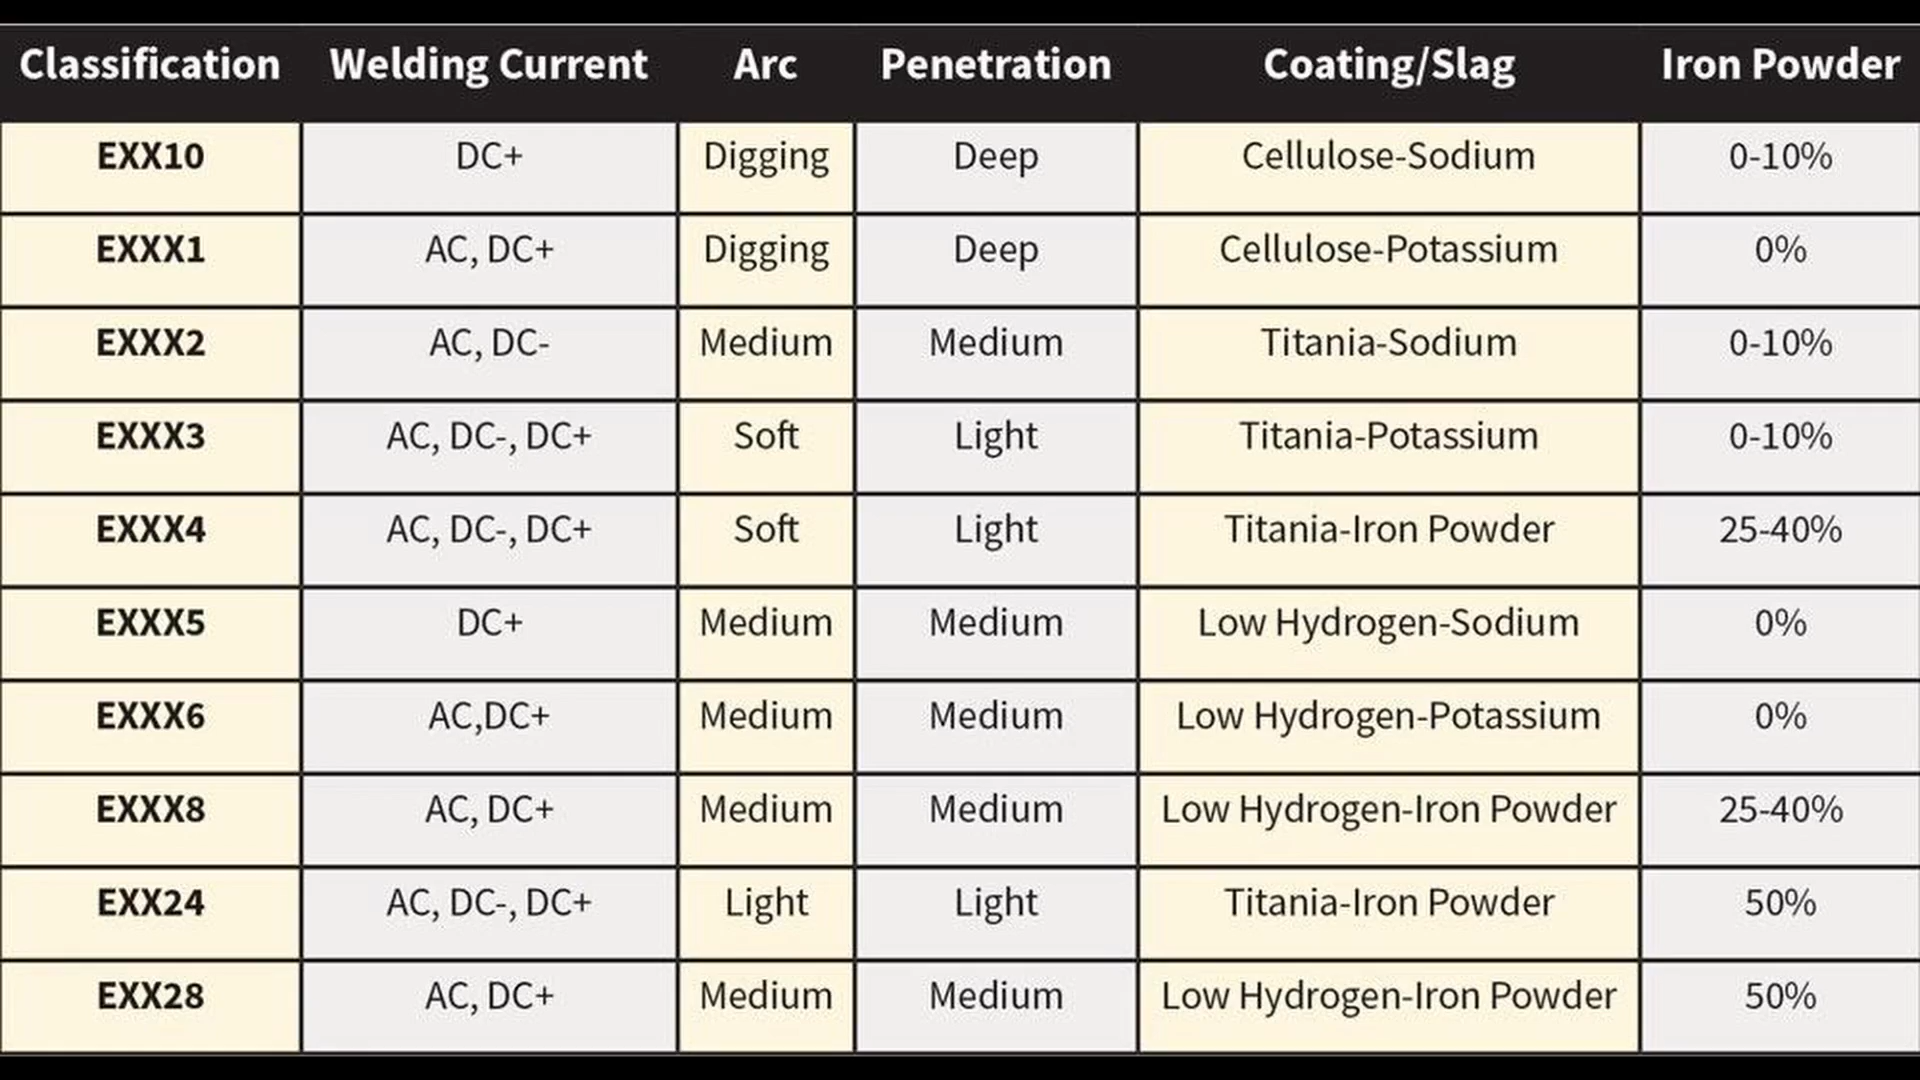 Classification Welding Current Arc Penetration Coating/Slag Iron Powder
EXX10 DC+ Digging Deep Cellulose-Sodium 0-10%
EXXX1 AC, DC+ Digging Deep Cellulose-Potassium 0%
EXXX2 AC, DC- Medium Medium Titania-Sodium 0-10%
EXXX3 AC, DC-, DC+ Soft Light Titania-Potassium 0-10%
EXXX4 AC, DC-, DC+ Soft Light Titania-Iron Powder 25-40%
EXXX5 DC+ Medium Medium Low Hydrogen-Sodium 0%
EXXX6 AC,DC+ Medium Medium Low Hydrogen-Potassium 0%
EXXX8 AC, DC+ Medium Medium Low Hydrogen-Iron Powder 25-40%
EXX24 AC, DC-, DC+ Light Light Titania-Iron Powder 50%
EXX28 AC, DC+ Medium Medium Low Hydrogen-Iron Powder 50%